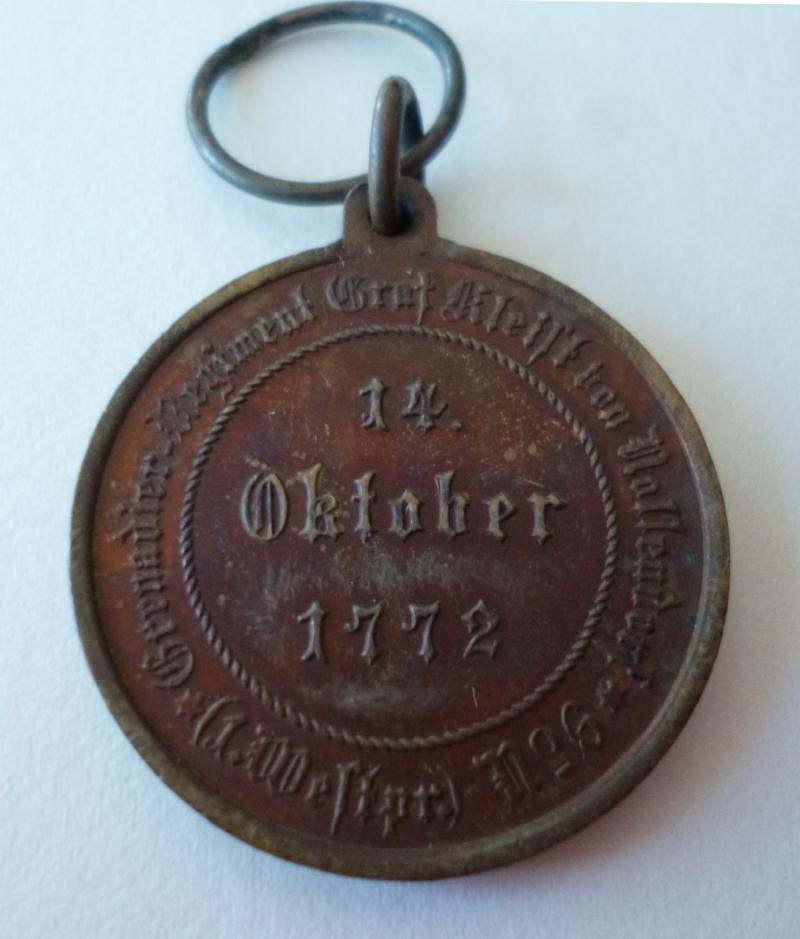 Grenadier-Regiment Graf Kleist von Nollendorf
14.
Oktober
1772
(1. Westpr.) No 6